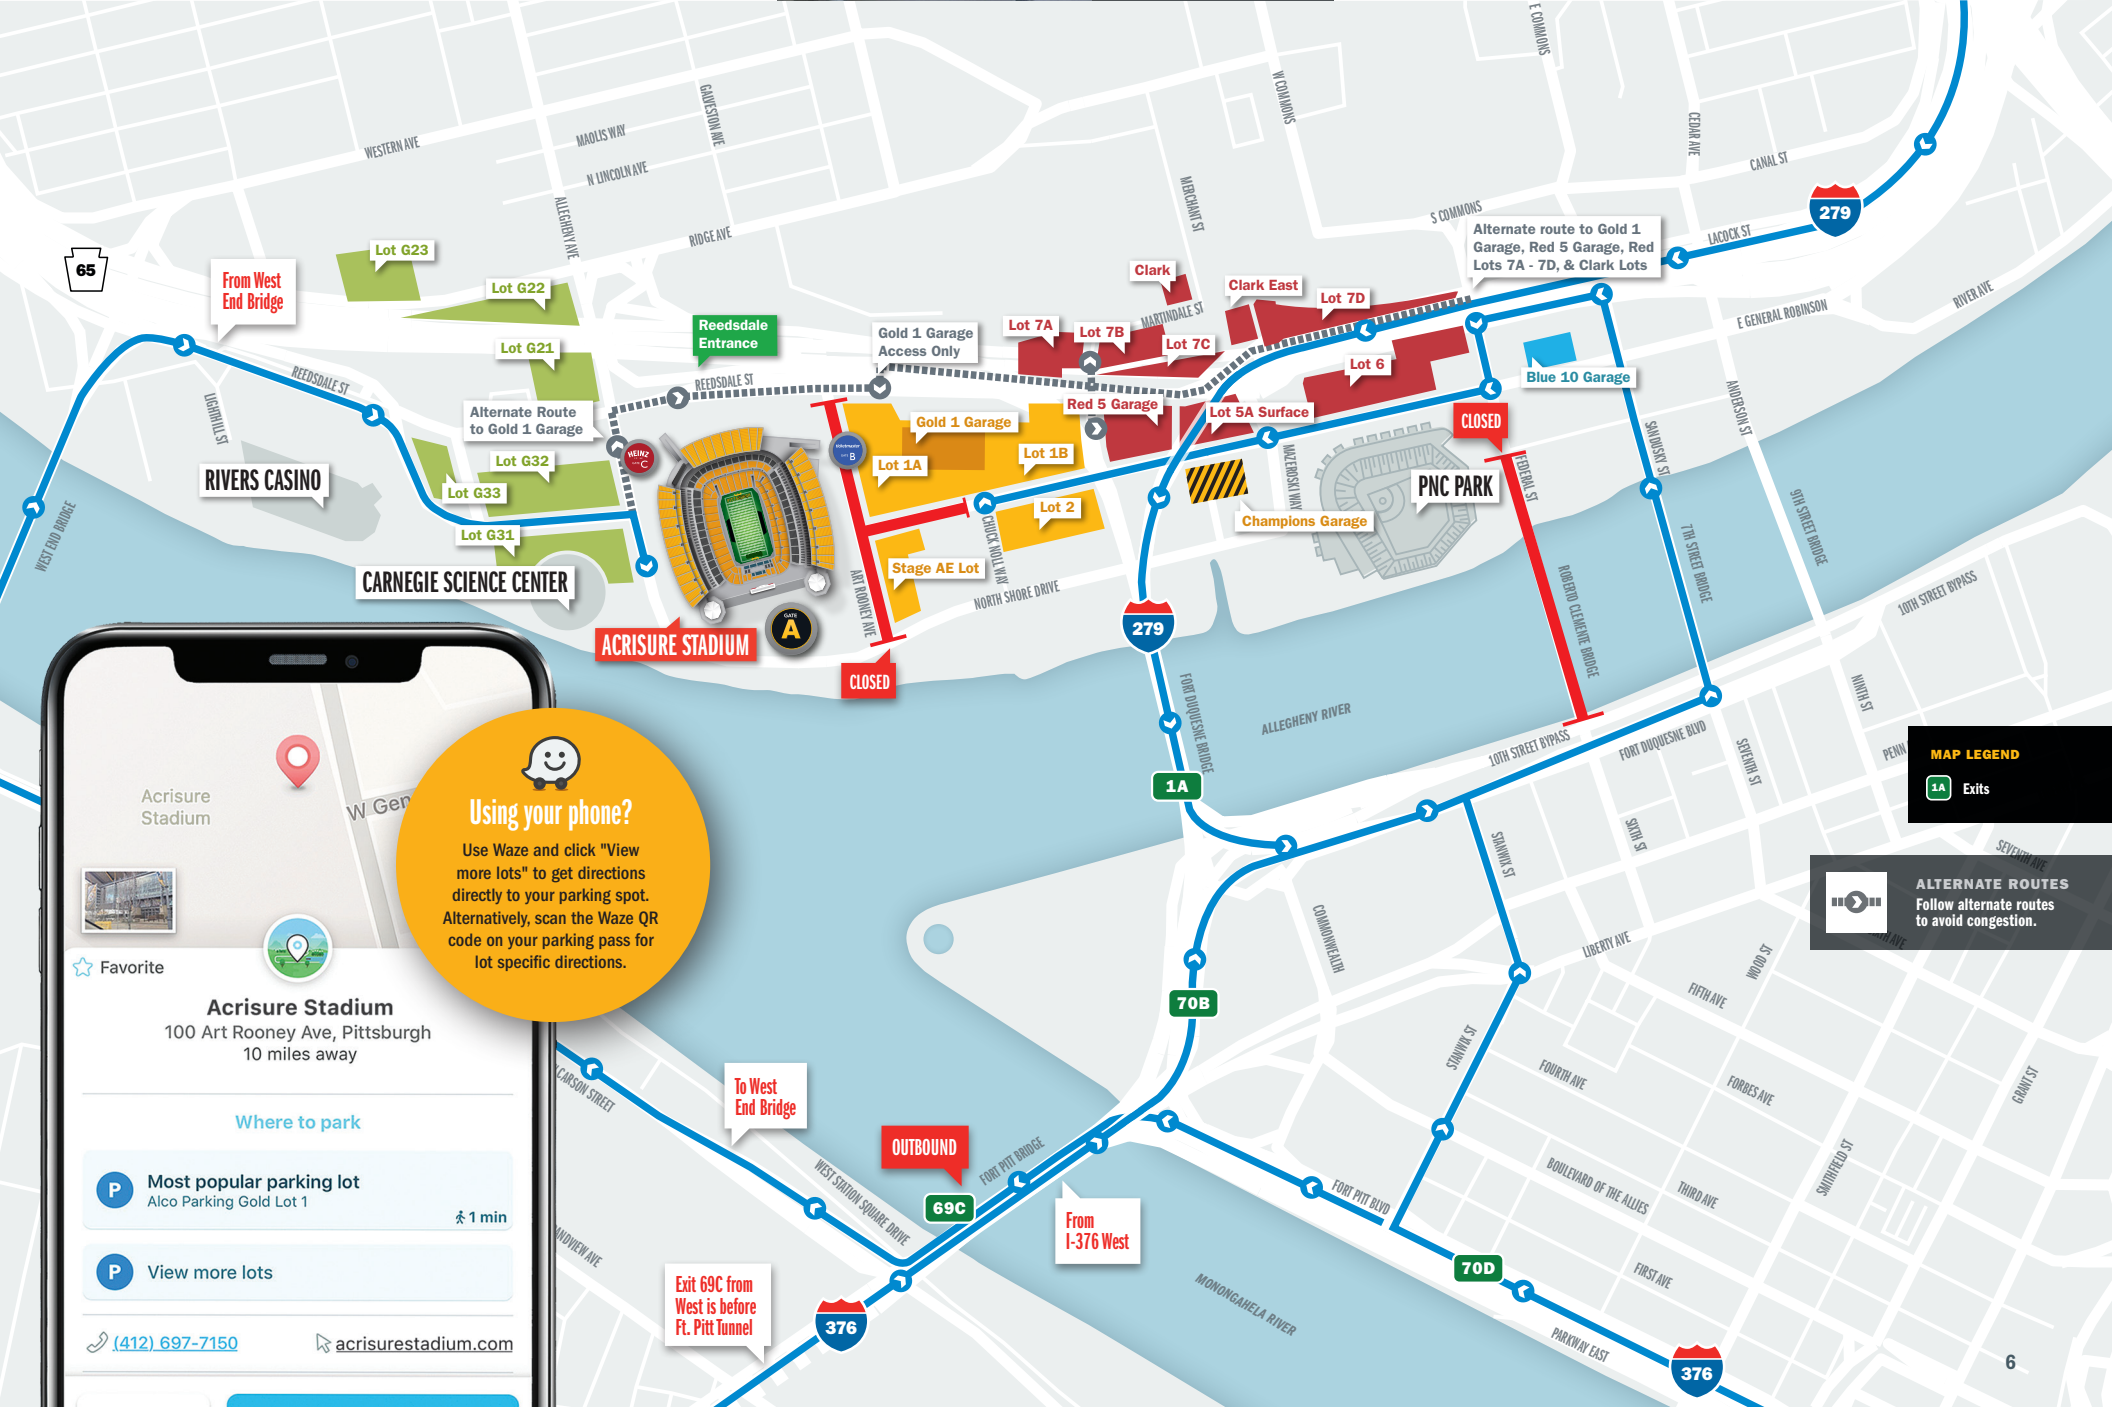 E COMMONS
W COMMONS
GALVESTON AVE
MAOLIS WAY
WESTERN AVE
N LINCOLN AVE
CEDAR AVE
CANAL ST
MERCHANT ST
ALLEGHENY AVE
RIDGE AVE
S COMMONS
279
LACOCK ST
Alternate route to Gold 1
Garage, Red 5 Garage, Red
Lots 7A - 7D, & Clark Lots
65
From West
End Bridge
Lot G23
Lot G22
Lot G21
Reedsdale
Entrance
Gold 1 Garage
Access Only
Clark
Clark East
Lot 7D
MARTINDALE ST
Lot 7A
Lot 7B
Lot 7C
Lot 6
E GENERAL ROBINSON
RIVER AVE
Blue 10 Garage
REEDSDALE ST
REEDSDALE ST
LIGHTHILL ST
Alternate Route
to Gold 1 Garage
HEINZ
C
B
Gold 1 Garage
Lot 1A
Lot 1B
Lot 2
Red 5 Garage
Lot 5A Surface
CLOSED
ANDERSON ST
SANDUSKY ST
FEDERAL ST
MAZEROSKI WAY
PNC PARK
Champions Garage
RIVERS CASINO
Lot G32
Lot G33
Lot G31
WEST END BRIDGE
CARNEGIE SCIENCE CENTER
ACRISURE STADIUM
GATE
A
ART ROONEY AVE
Stage AE Lot
CHUCK NOLL WAY
NORTH SHORE DRIVE
CLOSED
279
9TH STREET BRIDGE
7TH STREET BRIDGE
ROBERTO CLEMENTE BRIDGE
10TH STREET BYPASS
FORT DUQUESNE BRIDGE
ALLEGHENY RIVER
10TH STREET BYPASS
FORT DUQUESNE BLVD
NINTH ST
SEVENTH ST
PENN
MAP LEGEND
1A Exits
1A
SIXTH ST
STANWIX ST
SEVENTH AVE
ALTERNATE ROUTES
Follow alternate routes
to avoid congestion.
COMMONWEALTH
LIBERTY AVE
WOOD ST
FIFTH AVE
70B
STANWIX ST
FOURTH AVE
FORBES AVE
GRANT ST
SMITHFIELD ST
BOULEVARD OF THE ALLIES
THIRD AVE
FIRST AVE
FORT PITT BLVD
70D
PARKWAY EAST
376
MONONGAHELA RIVER
From
I-376 West
FORT PITT BRIDGE
OUTBOUND
69C
To West
End Bridge
WEST STATION SQUARE DRIVE
CARSON STREET
Exit 69C from
West is before
Ft. Pitt Tunnel
376
Using your phone?
Use Waze and click "View
more lots" to get directions
directly to your parking spot.
Alternatively, scan the Waze QR
code on your parking pass for
lot specific directions.
Acrisure
Stadium
W Gen
Favorite
Acrisure Stadium
100 Art Rooney Ave, Pittsburgh
10 miles away
Where to park
P
Most popular parking lot
Alco Parking Gold Lot 1
1 min
P
View more lots
(412) 697-7150
acrisurestadium.com
6